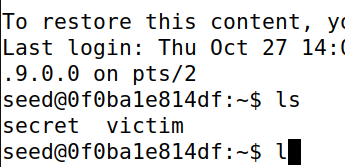 To restore this content, yo
Last login: Thu Oct 27 14:0
.9.0.0 on pts/2
seed@0f0ba1e814df:~$ ls
secret  victim
seed@0f0ba1e814df:~$ l